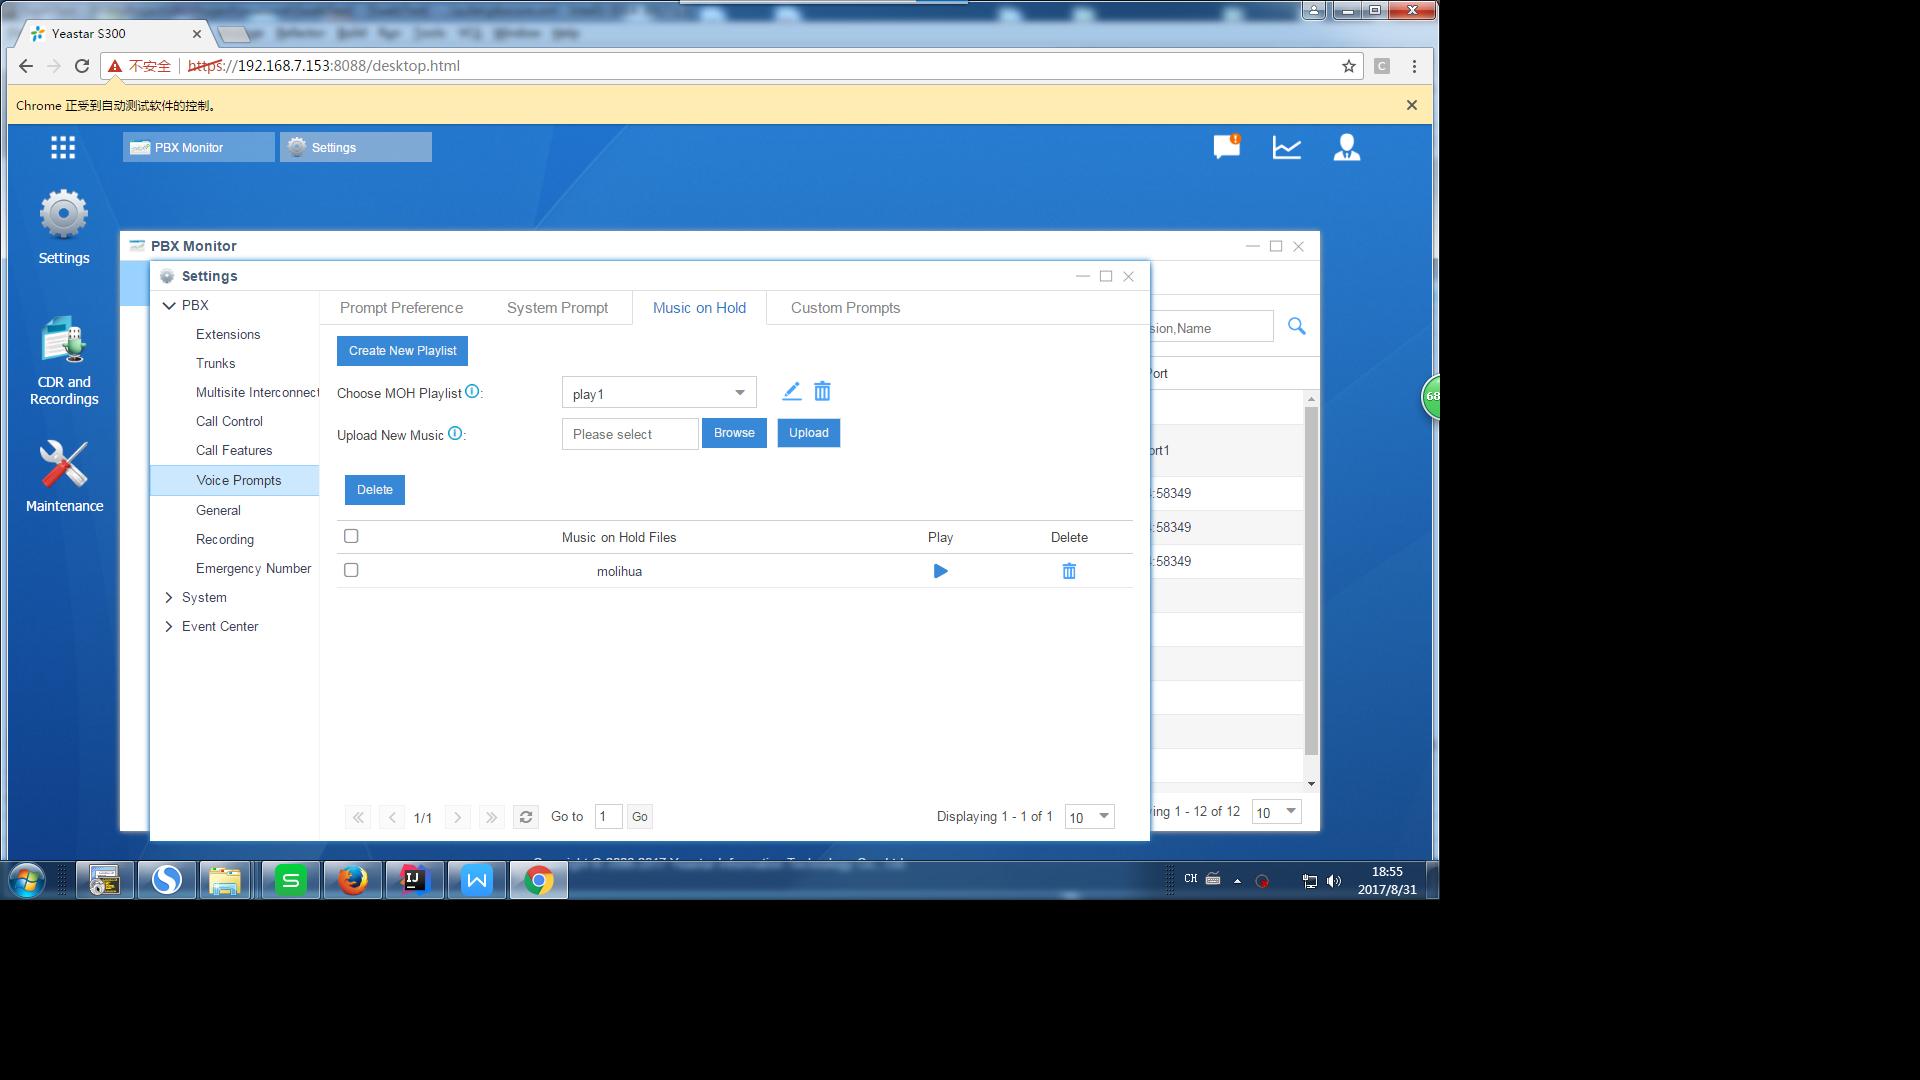 Yeastar S300
不安全 https://192.168.7.153:8088/desktop.html
Chrome 正受到自动测试软件的控制。
PBX Monitor
Settings
Settings
CDR and
Recordings
Maintenance
PBX Monitor
Settings
PBX
Extensions
Trunks
Multisite Interconnect
Call Control
Call Features
Voice Prompts
General
Recording
Emergency Number
System
Event Center
Prompt Preference
System Prompt
Music on Hold
Custom Prompts
Create New Playlist
Choose MOH Playlist :
play1
Upload New Music :
Please select
Browse
Upload
Delete
Music on Hold Files
Play
Delete
molihua
1/1
Go to
1
Go
Displaying 1 - 1 of 1
10
sion,Name
Port
ort1
:58349
:58349
:58349
ing 1 - 12 of 12
10
68
CH
18:55
2017/8/31